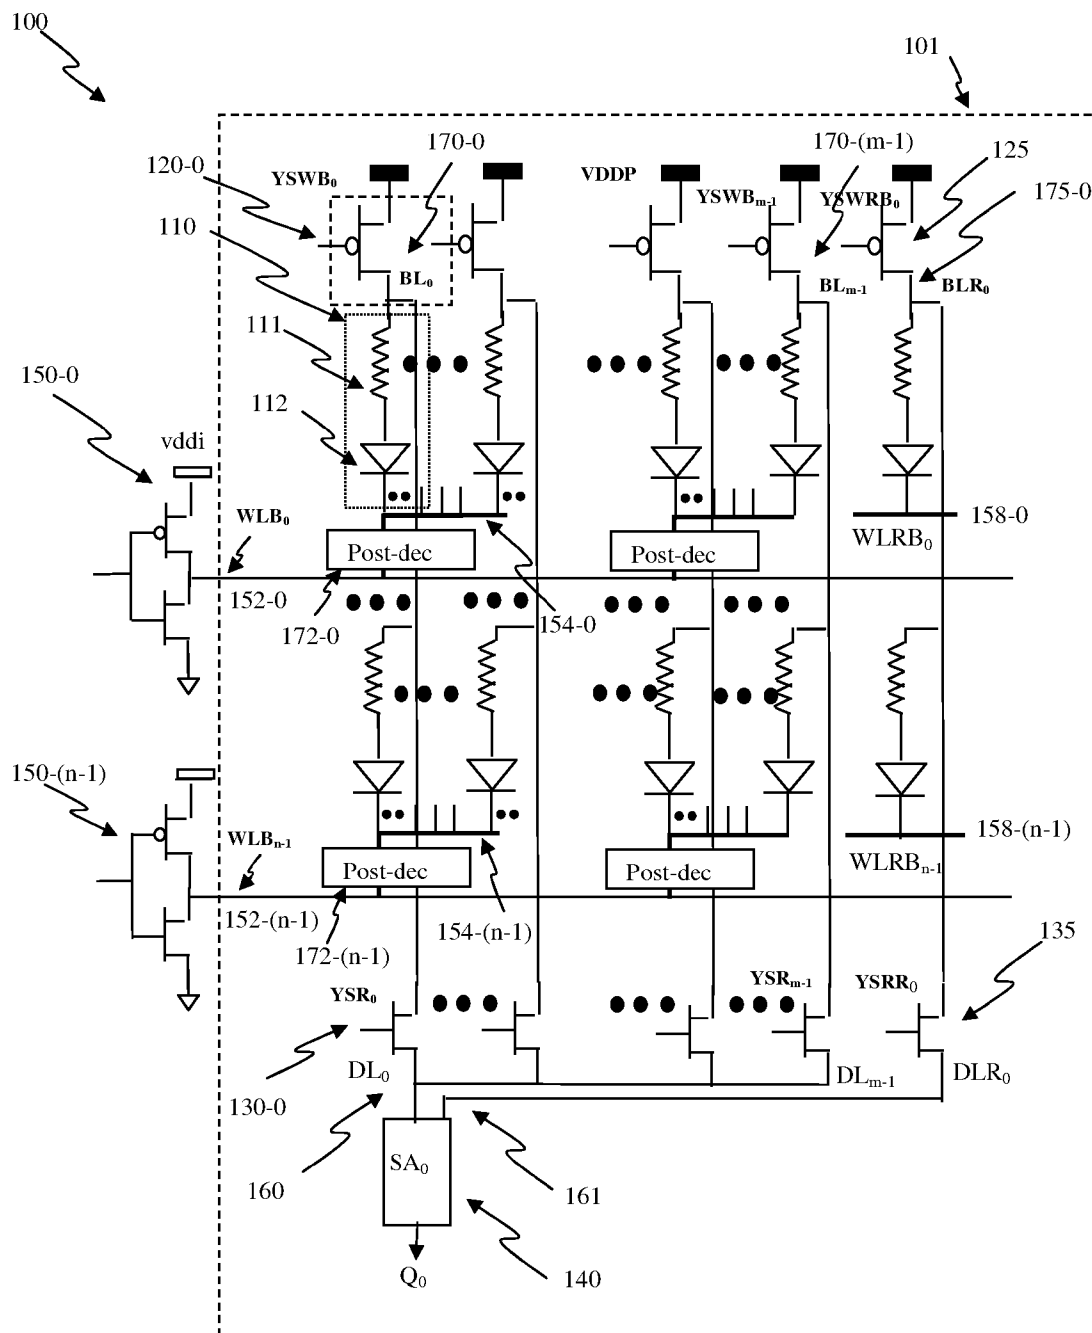 100
101
170-0
170-(m-1)
125
120-0
YSWB₀
VDDP
YSWBₘ₋₁
YSWRB₀
175-0
110
BL₀
BLₘ₋₁
BLR₀
111
150-0
112
vddi
WLB₀
158-0
WLRB₀
Post-dec
Post-dec
152-0
172-0
154-0
150-(n-1)
WLBₙ₋₁
158-(n-1)
WLRBₙ₋₁
Post-dec
Post-dec
152-(n-1)
154-(n-1)
172-(n-1)
135
YSR₀
YSRₘ₋₁
YSRR₀
DL₀
DLₘ₋₁
DLR₀
130-0
SA₀
160
161
Q₀
140